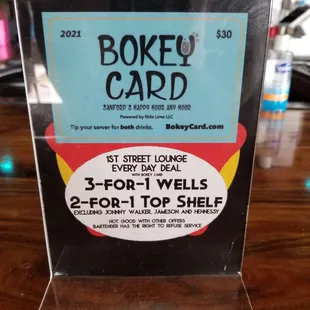 2021 $30
BOKEY
CARD
SANFORD'S HAPPY HOUR ANY HOUR
Powered by Ride Lime LLC
Tip your server for both drinks. BokeyCard.com
1ST STREET LOUNGE
EVERY DAY DEAL
WITH BOKEY CARD
3-FOR-1 WELLS
2-FOR-1 TOP SHELF
EXCLUDING JOHNNY WALKER, JAMESON AND HENNESSY
NOT GOOD WITH OTHER OFFERS
BARTENDER HAS THE RIGHT TO REFUSE SERVICE